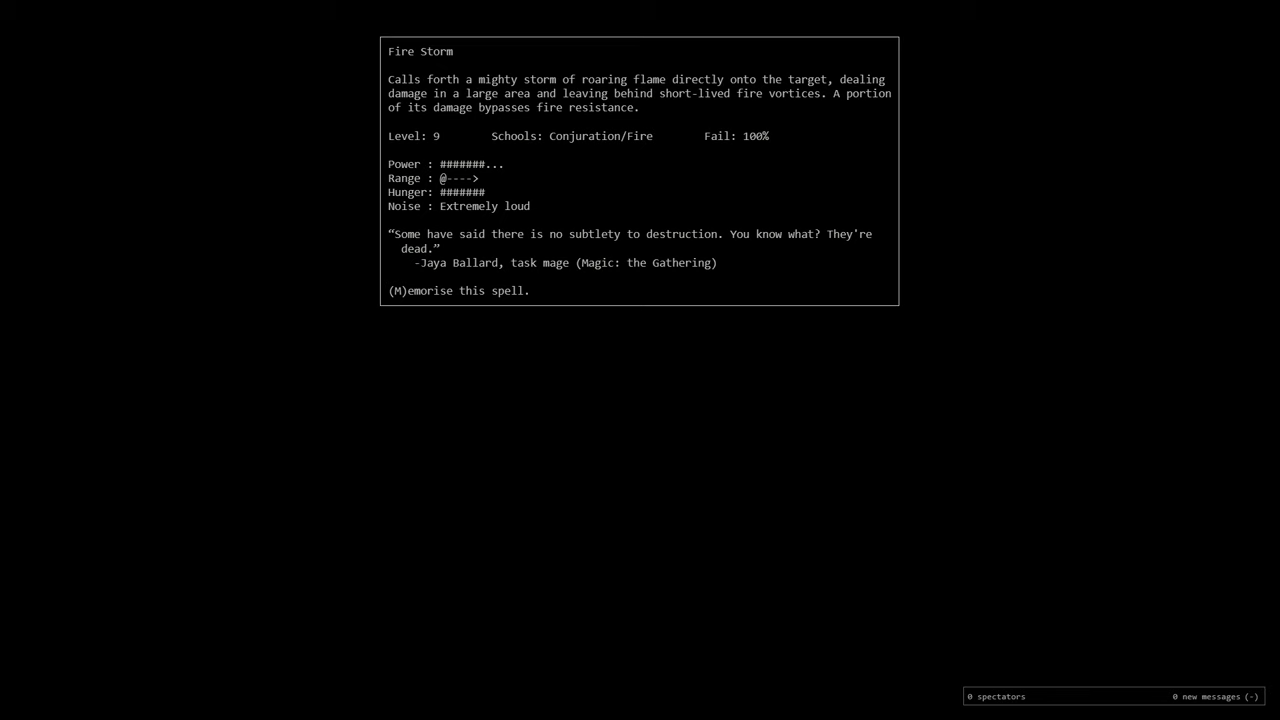 Fire Storm
Calls forth a mighty storm of roaring flame directly onto the target, dealing
damage in a large area and leaving behind short-lived fire vortices. A portion
of its damage bypasses fire resistance.
Level: 9 Schools: Conjuration/Fire Fail: 100%
Power : #######...
Range : @---->
Hunger: #######
Noise : Extremely loud
“Some have said there is no subtlety to destruction. You know what? They're
dead.”
-Jaya Ballard, task mage (Magic: the Gathering)
(M)emorise this spell.
0 spectators 0 new messages (-)